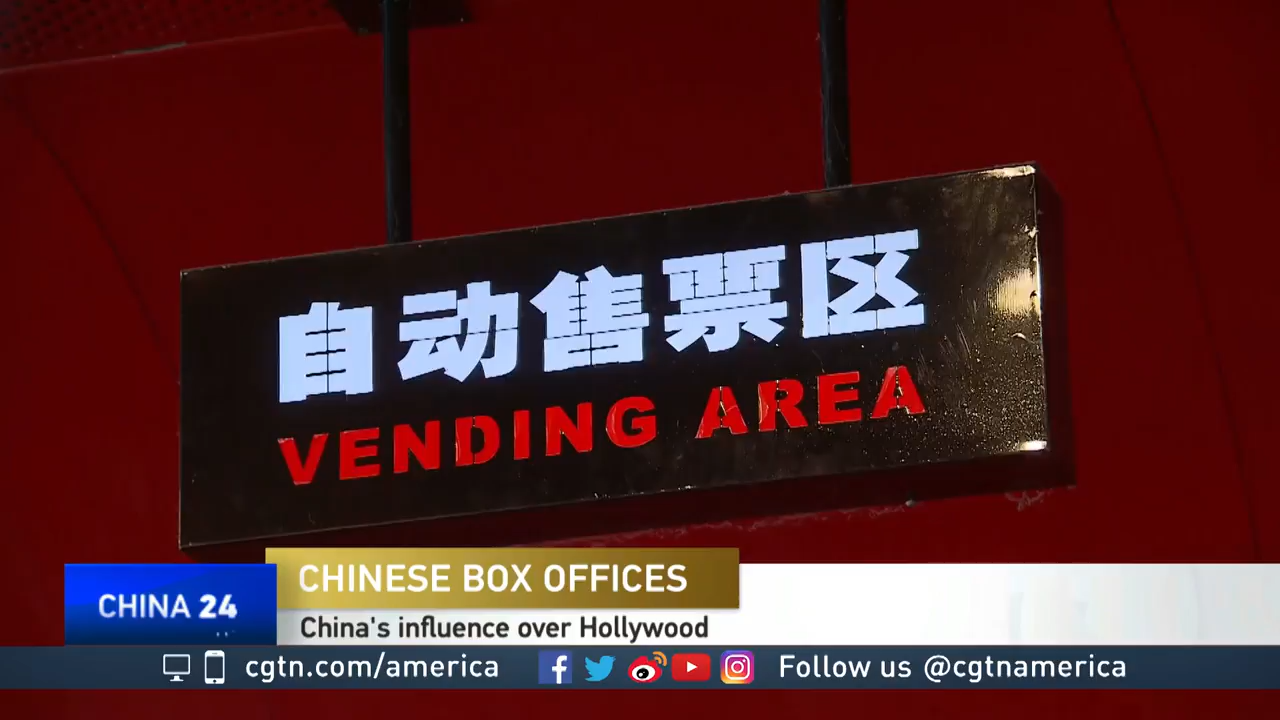 自动售票区
VENDING AREA
CHINESE BOX OFFICES
CHINA 24
China's influence over Hollywood
cgtn.com/america
Follow us @cgtnamerica